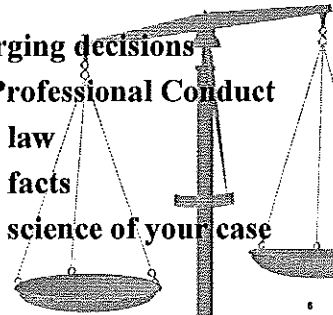 rging decisions
Professional Conduct
law
facts
science of your case
6